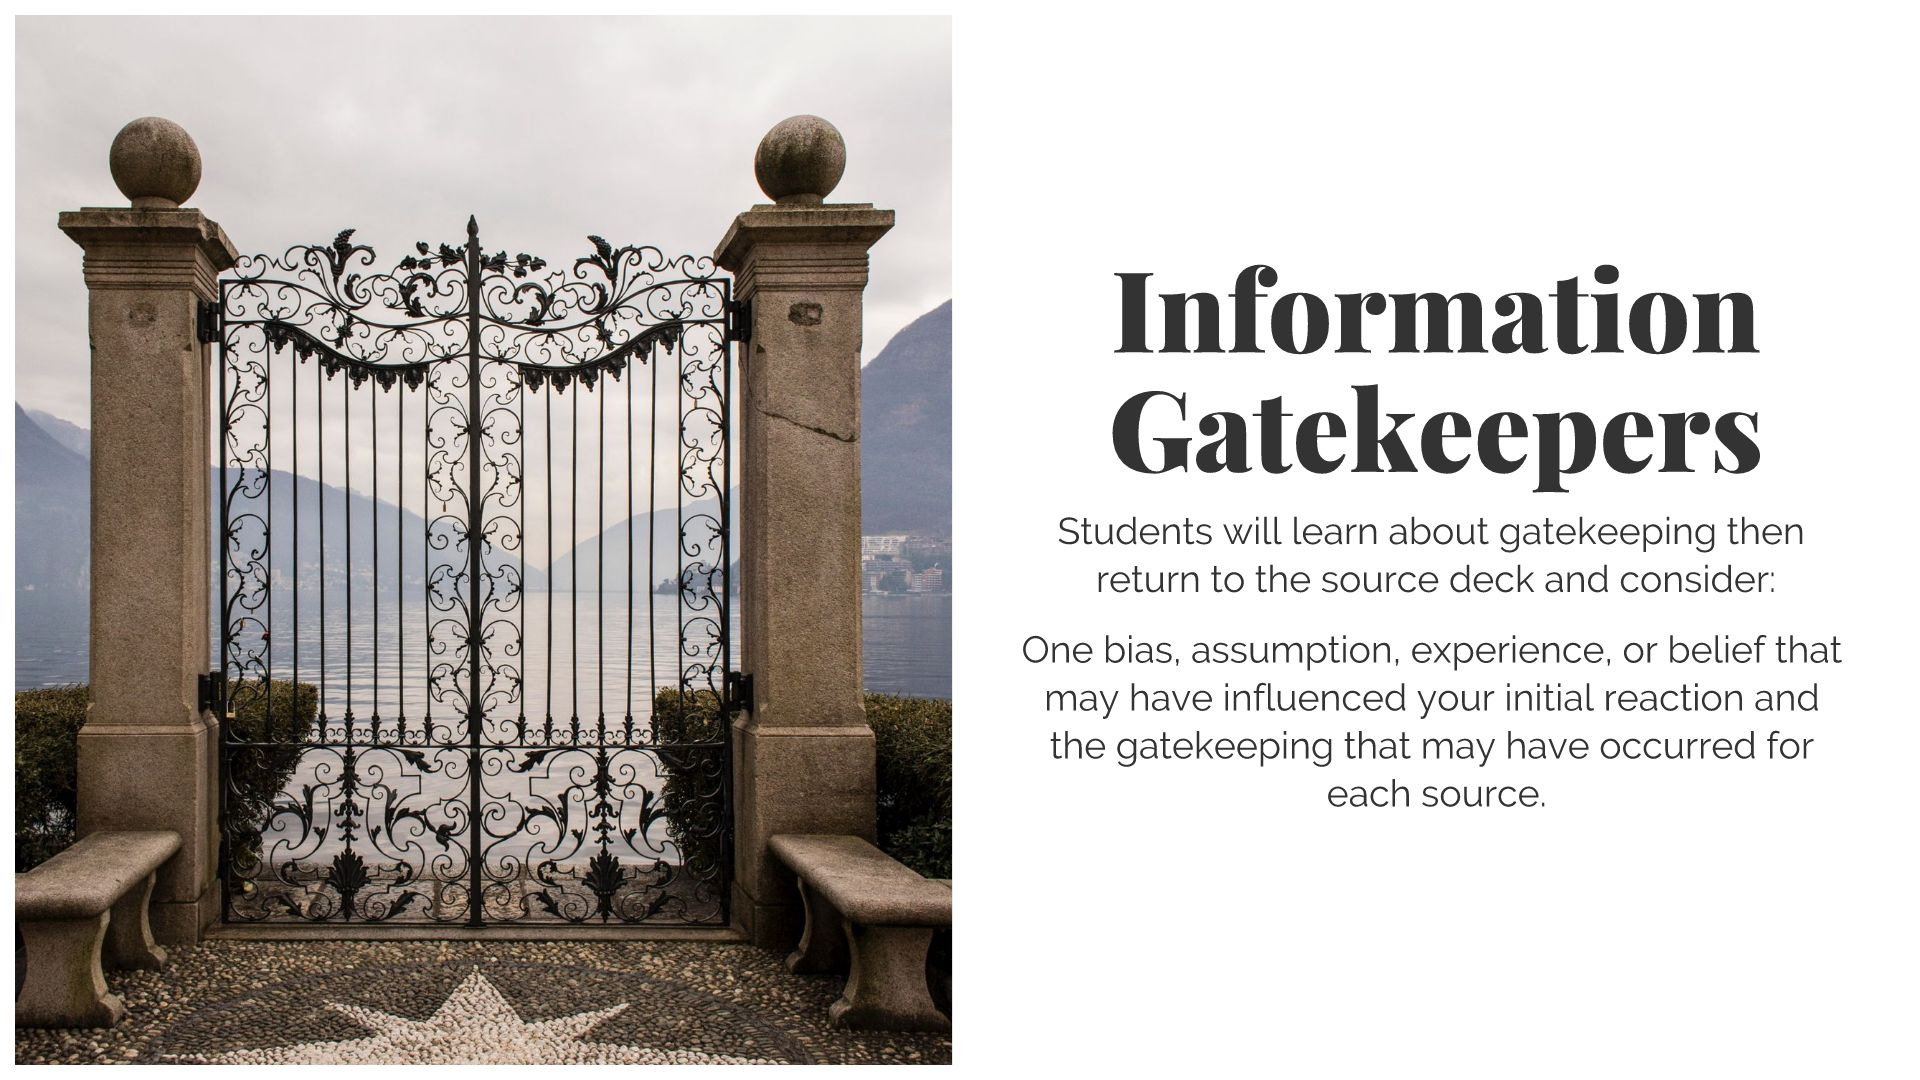 Information
Gatekeepers
Students will learn about gatekeeping then
return to the source deck and consider:
One bias, assumption, experience, or belief that
may have influenced your initial reaction and
the gatekeeping that may have occurred for
each source.